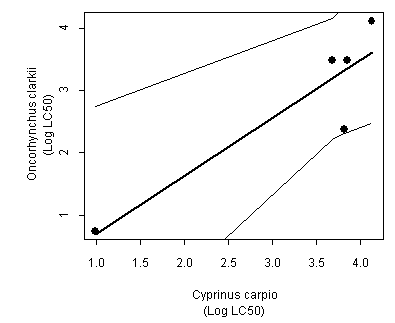 Oncorhynchus clarkii
(Log LC50)
4
3
2
1
1.0 1.5 2.0 2.5 3.0 3.5 4.0
Cyprinus carpio
(Log LC50)